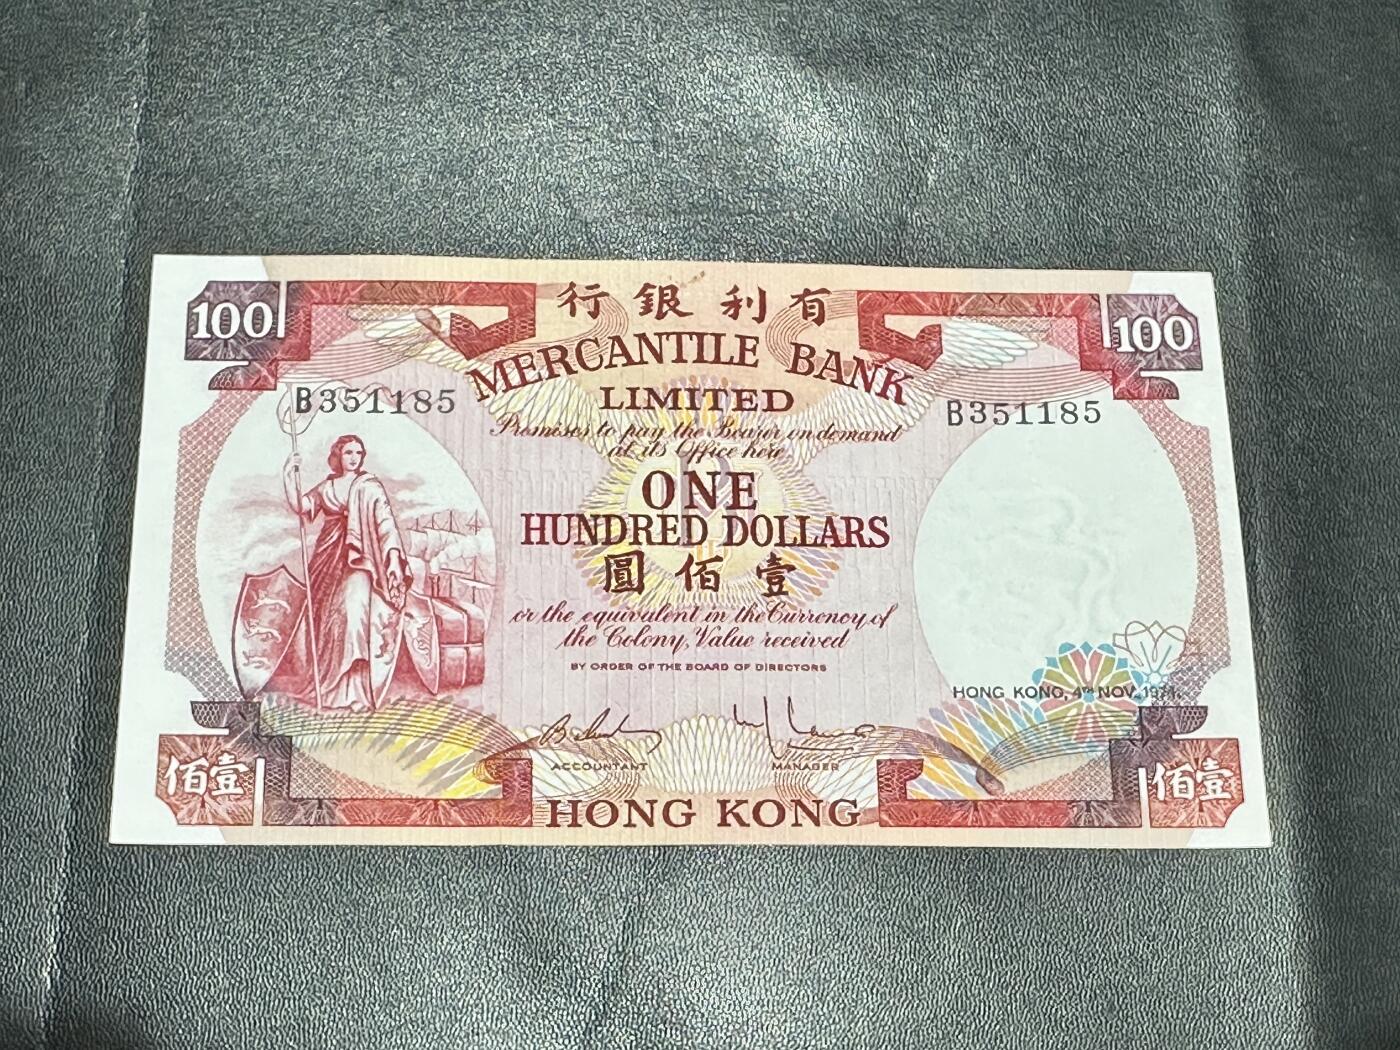 100
行銀利有
100
MERCANTILE BANK
LIMITED
B351185
B351185
Promises to pay the Bearer on demand
at its Office here
ONE
HUNDRED DOLLARS
圓佰壹
or the equivalent in the Currency of
the Colony, Value received
BY ORDER OF THE BOARD OF DIRECTORS
HONG KONG, 4TH NOV. 1974.
ACCOUNTANT
MANAGER
佰壹
HONG KONG
佰壹